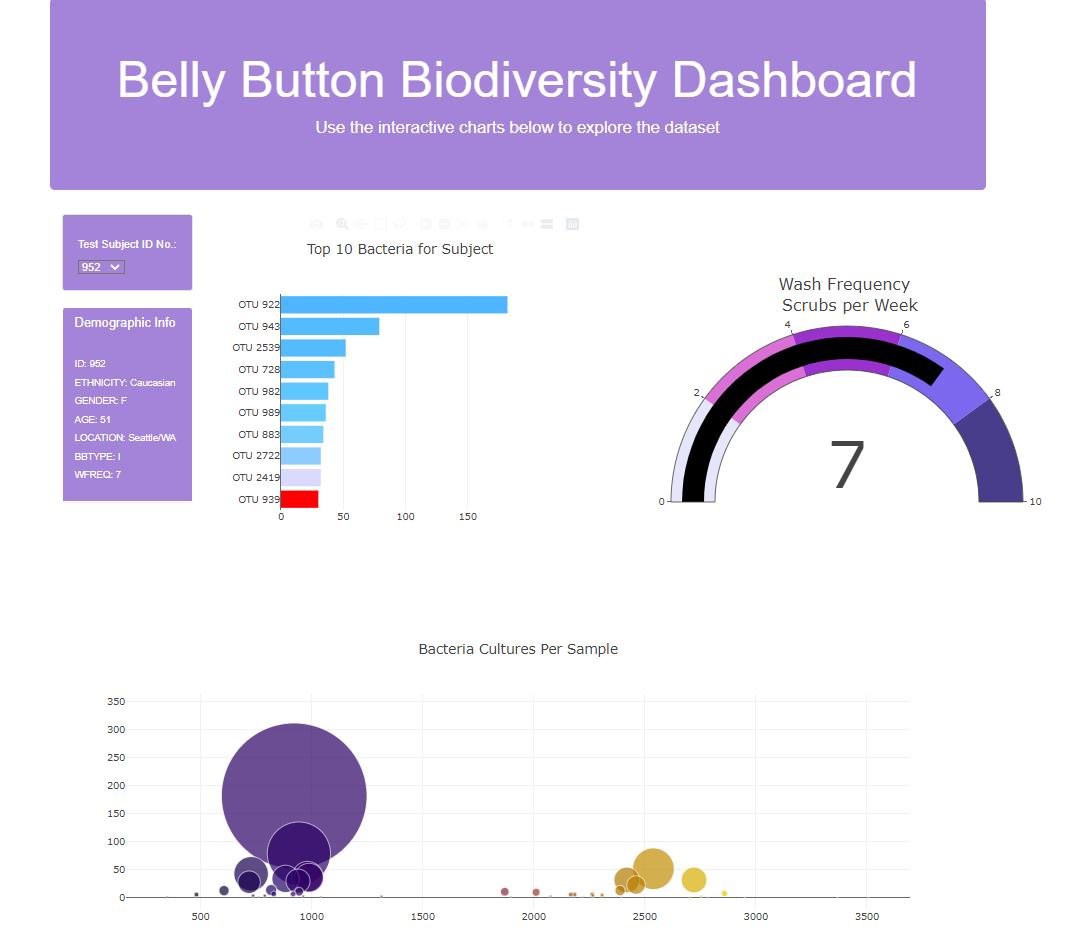 Belly Button Biodiversity Dashboard
Use the interactive charts below to explore the dataset
Test Subject ID No.:
952
Demographic Info
ID: 952
ETHNICITY: Caucasian
GENDER: F
AGE: 51
LOCATION: Seattle/WA
BBTYPE: I
WFREQ: 7
Top 10 Bacteria for Subject
OTU 922
OTU 943
OTU 2539
OTU 728
OTU 982
OTU 989
OTU 883
OTU 2722
OTU 2419
OTU 939
0 50 100 150
Wash Frequency
Scrubs per Week
0
2
4
6
8
10
7
Bacteria Cultures Per Sample
350
300
250
200
150
100
50
0
500 1000 1500 2000 2500 3000 3500